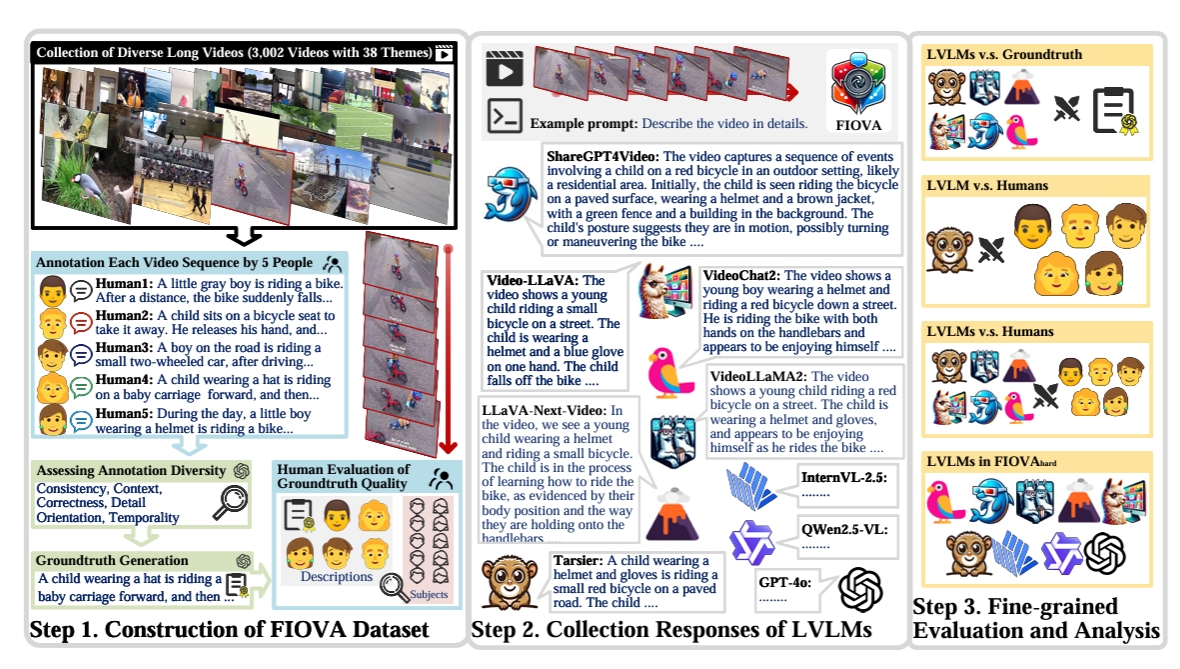 Collection of Diverse Long Videos (3,002 Videos with 38 Themes)
Annotation Each Video Sequence by 5 People
Human1: A little gray boy is riding a bike.
After a distance, the bike suddenly falls...
Human2: A child sits on a bicycle seat to
take it away. He releases his hand, and...
Human3: A boy on the road is riding a
small two-wheeled car, after driving...
Human4: A child wearing a hat is riding
on a baby carriage forward, and then...
Human5: During the day, a little boy
wearing a helmet is riding a bike...
Assessing Annotation Diversity
Consistency, Context,
Correctness, Detail
Orientation, Temporality
Groundtruth Generation
A child wearing a hat is riding a
baby carriage forward, and then ...
Human Evaluation of
Groundtruth Quality
Descriptions
Subjects
Step 1. Construction of FIOVA Dataset
Example prompt: Describe the video in details.
FIOVA
ShareGPT4Video: The video captures a sequence of events
involving a child on a red bicycle in an outdoor setting, likely
a residential area. Initially, the child is seen riding the bicycle
on a paved surface, wearing a helmet and a brown jacket,
with a green fence and a building in the background. The
child's posture suggests they are in motion, possibly turning
or maneuvering the bike ....
Video-LLaVA: The
video shows a young
child riding a small
bicycle on a street. The
child is wearing a
helmet and a blue glove
on one hand. The child
falls off the bike ....
VideoChat2: The video shows a
young boy wearing a helmet and
riding a red bicycle down a street.
He is riding the bike with both
hands on the handlebars and
appears to be enjoying himself ....
LLaVA-Next-Video: In
the video, we see a young
child wearing a helmet
and riding a small bicycle.
The child is in the process
of learning how to ride the
bike, as evidenced by their
body position and the way
they are holding onto the
handlebars ....
VideoLLaMA2: The video
shows a young child riding a red
bicycle on a street. The child is
wearing a helmet and gloves,
and appears to be enjoying
himself as he rides the bike ....
InternVL-2.5:
........
QWen2.5-VL:
........
Tarsier: A child wearing a
helmet and gloves is riding a
small red bicycle on a paved
road. The child ....
GPT-4o:
........
Step 2. Collection Responses of LVLMs
LVLMs v.s. Groundtruth
LVLM v.s. Humans
LVLMs v.s. Humans
LVLMs in FIOVAhard
Step 3. Fine-grained
Evaluation and Analysis